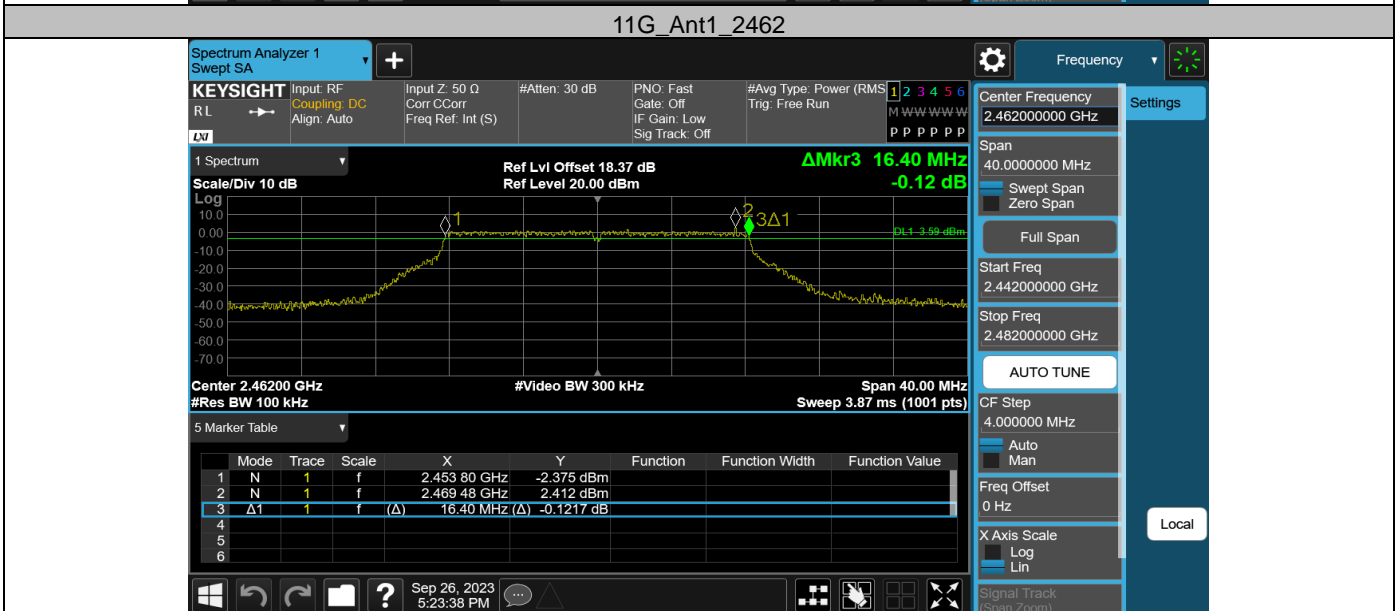 11G_Ant1_2462
Spectrum Analyzer 1
Swept SA
+
Frequency
KEYSIGHT
RL
LXI
Input: RF
Coupling: DC
Align: Auto
Input Z: 50 Ω
Corr CCorr
Freq Ref: Int (S)
#Atten: 30 dB
PNO: Fast
Gate: Off
IF Gain: Low
Sig Track: Off
#Avg Type: Power (RMS
Trig: Free Run
1 2 3 4 5 6
M W W W W W
P P P P P P
1 Spectrum
Scale/Div 10 dB
Ref Lvl Offset 18.37 dB
Ref Level 20.00 dBm
ΔMkr3 16.40 MHz
-0.12 dB
Log
10.0
0.00
-10.0
-20.0
-30.0
-40.0
-50.0
-60.0
-70.0
1
2
3Δ1
DL1 -3.59 dBm
Center 2.46200 GHz
#Video BW 300 kHz
Span 40.00 MHz
#Res BW 100 kHz
Sweep 3.87 ms (1001 pts)
5 Marker Table
Mode Trace Scale X Y Function Function Width Function Value
1 N 1 f 2.453 80 GHz -2.375 dBm
2 N 1 f 2.469 48 GHz 2.412 dBm
3 Δ1 1 f (Δ) 16.40 MHz (Δ) -0.1217 dB
4
5
6
?
Sep 26, 2023
5:23:38 PM
Center Frequency
2.462000000 GHz
Settings
Span
40.0000000 MHz
Swept Span
Zero Span
Full Span
Start Freq
2.442000000 GHz
Stop Freq
2.482000000 GHz
AUTO TUNE
CF Step
4.000000 MHz
Auto
Man
Freq Offset
0 Hz
Local
X Axis Scale
Log
Lin
Signal Track
(Span Zoom)